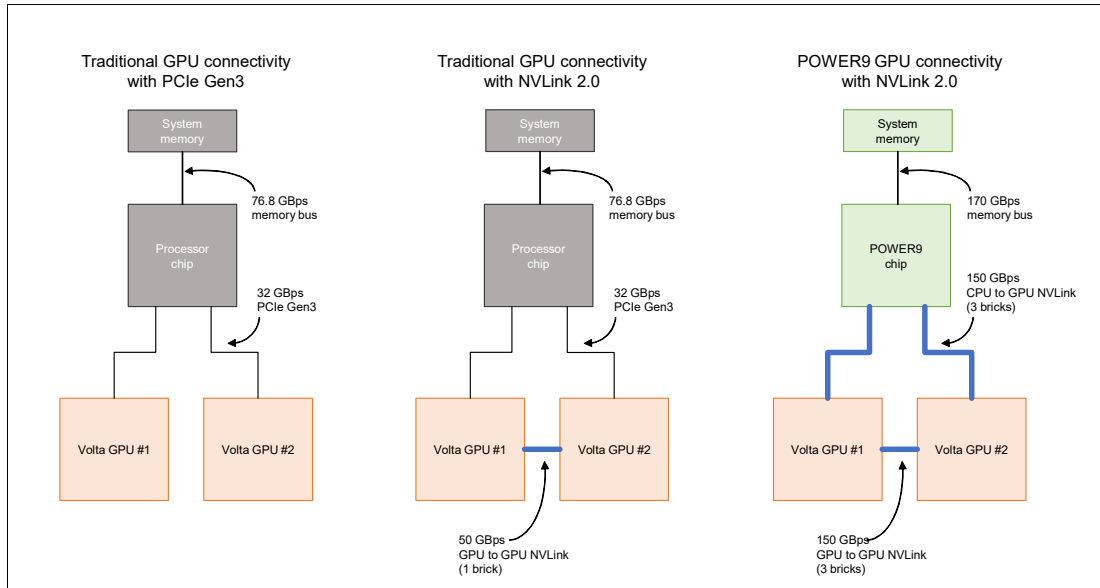 Traditional GPU connectivity
with PCIe Gen3
System
memory
76.8 GBps
memory bus
Processor
chip
32 GBps
PCIe Gen3
Volta GPU #1
Volta GPU #2
Traditional GPU connectivity
with NVLink 2.0
System
memory
76.8 GBps
memory bus
Processor
chip
32 GBps
PCIe Gen3
Volta GPU #1
Volta GPU #2
50 GBps
GPU to GPU NVLink
(1 brick)
POWER9 GPU connectivity
with NVLink 2.0
System
memory
170 GBps
memory bus
POWER9
chip
150 GBps
CPU to GPU NVLink
(3 bricks)
Volta GPU #1
Volta GPU #2
150 GBps
GPU to GPU NVLink
(3 bricks)